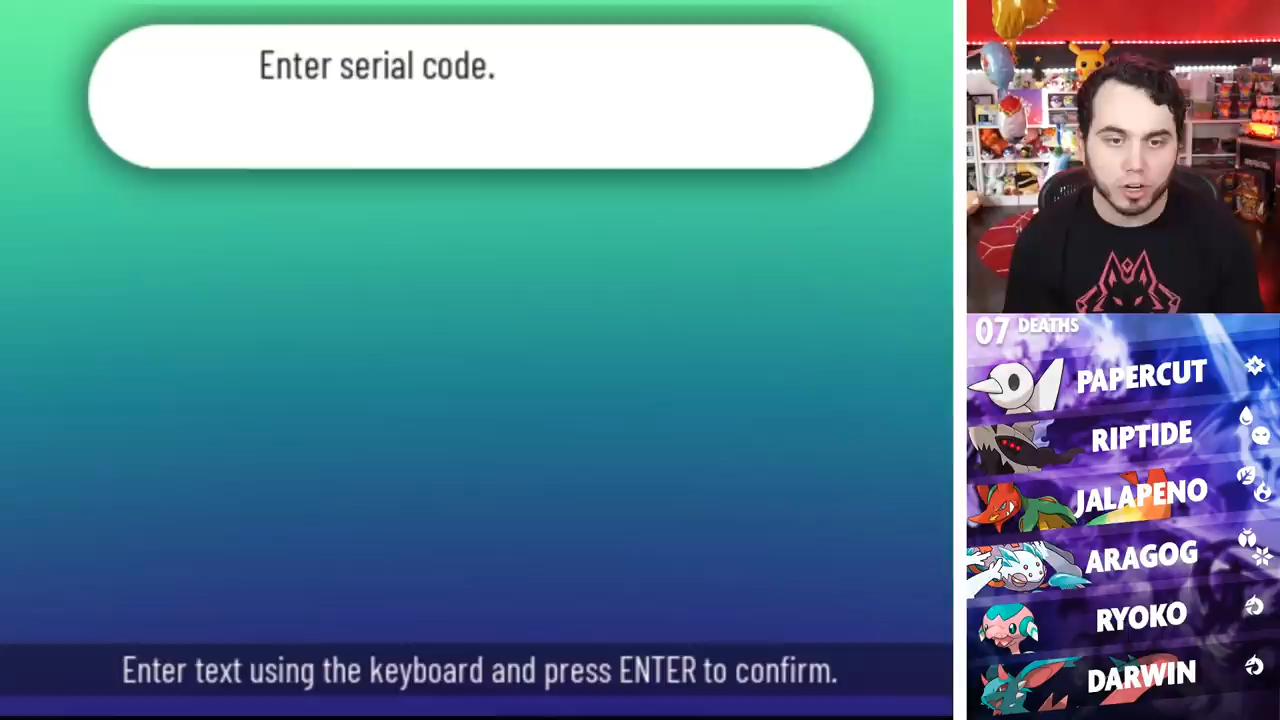 Enter serial code.
07 DEATHS
PAPERCUT
RIPTIDE
JALAPENO
ARAGOG
RYOKO
DARWIN
Enter text using the keyboard and press ENTER to confirm.